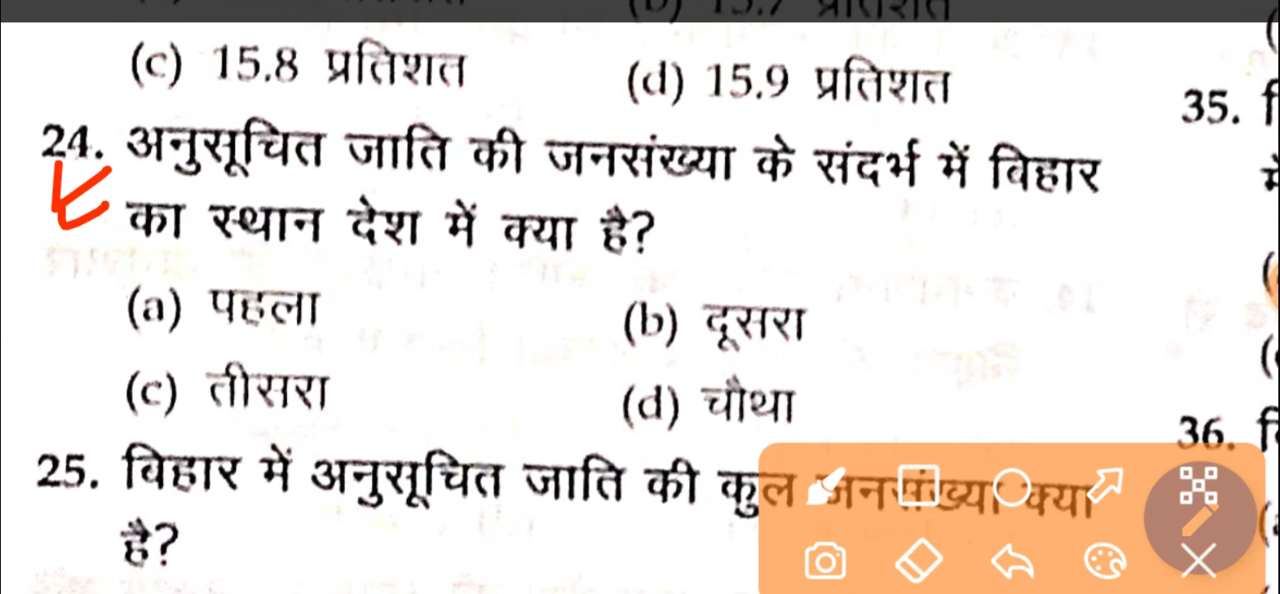 (c) 15.8 प्रतिशत (d) 15.9 प्रतिशत
24. अनुसूचित जाति की जनसंख्या के संदर्भ में विहार
का स्थान देश में क्या है?
(a) पहला (b) दूसरा
(c) तीसरा (d) चौथा
25. विहार में अनुसूचित जाति की कुल जनसंख्या क्या
है?
35.
36.